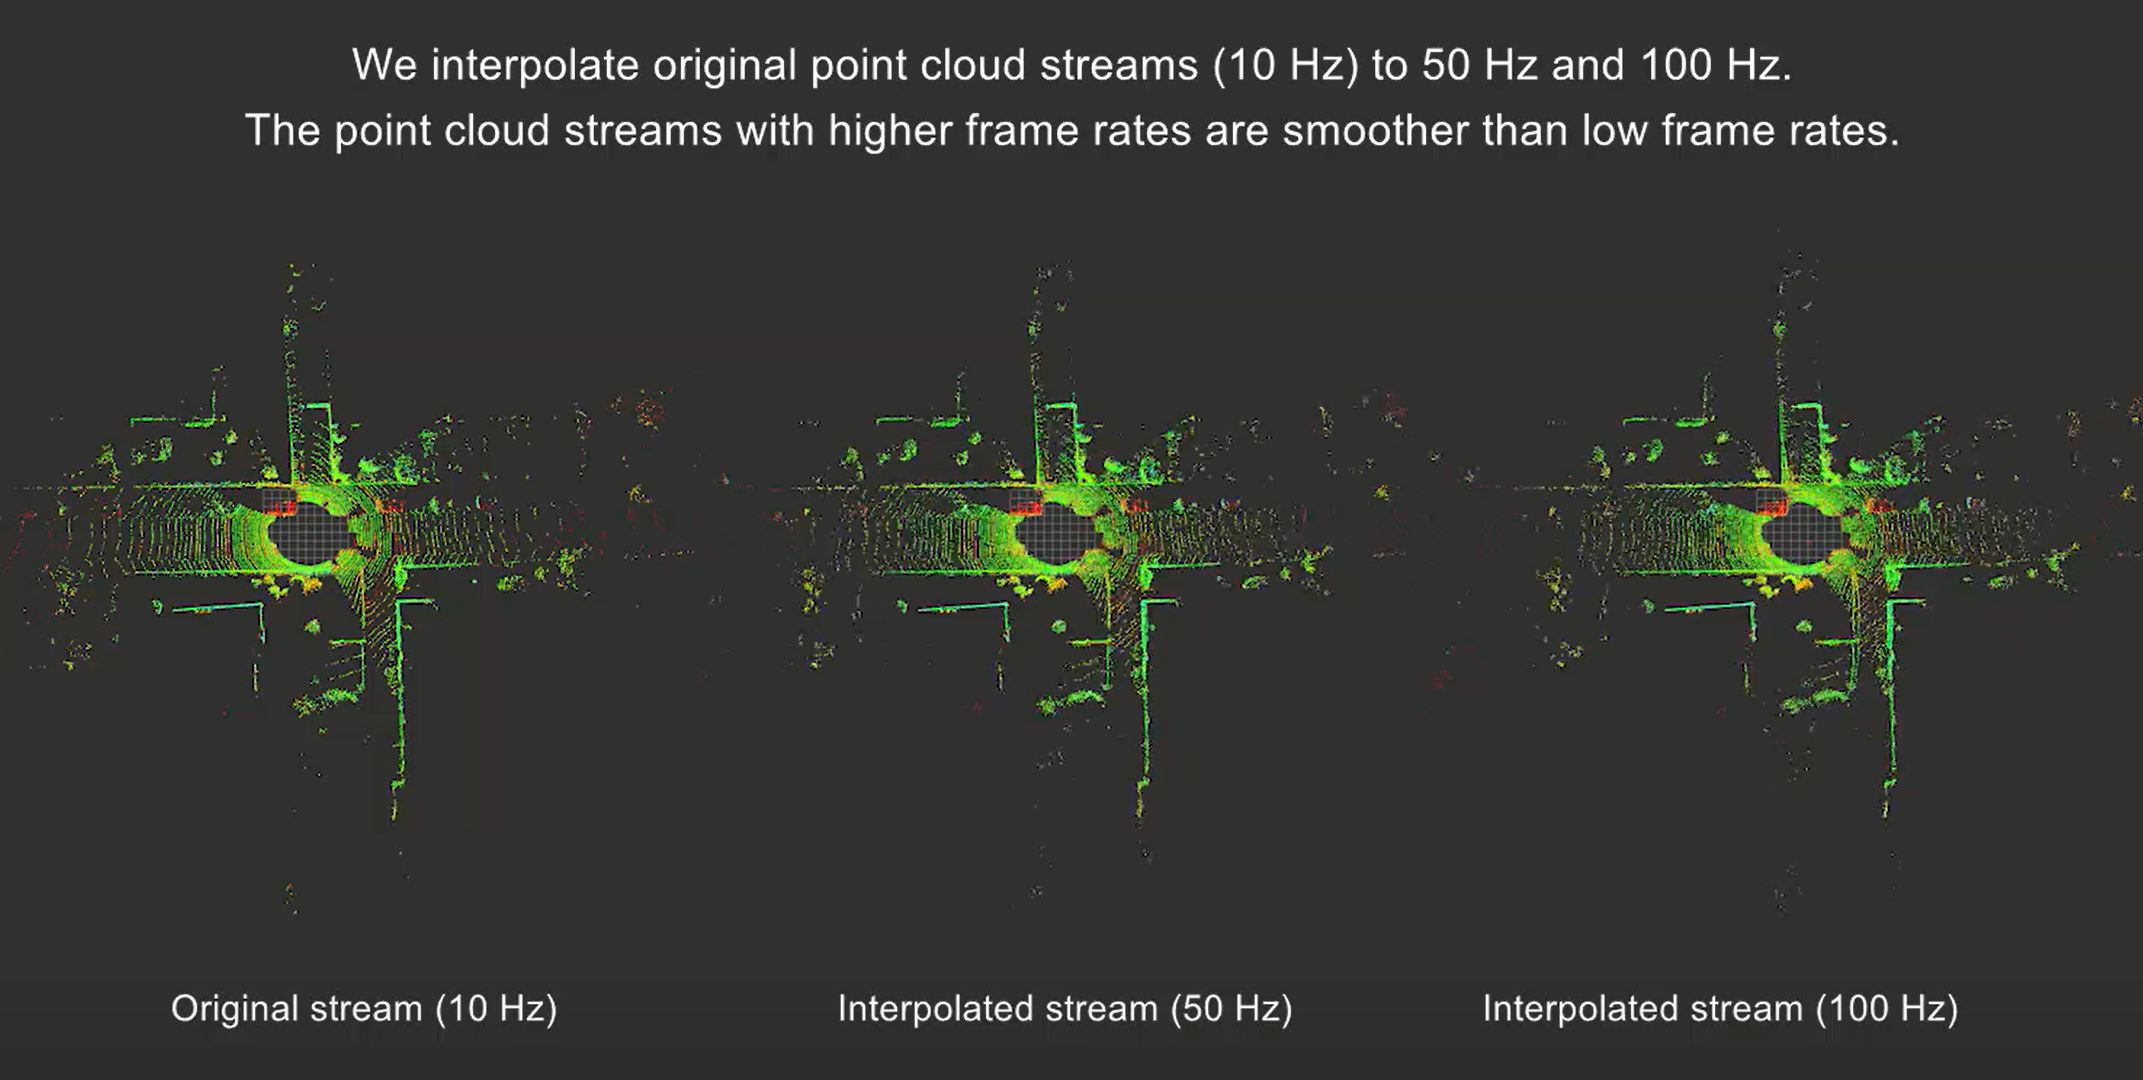 We interpolate original point cloud streams (10 Hz) to 50 Hz and 100 Hz.
The point cloud streams with higher frame rates are smoother than low frame rates.
Original stream (10 Hz)
Interpolated stream (50 Hz)
Interpolated stream (100 Hz)